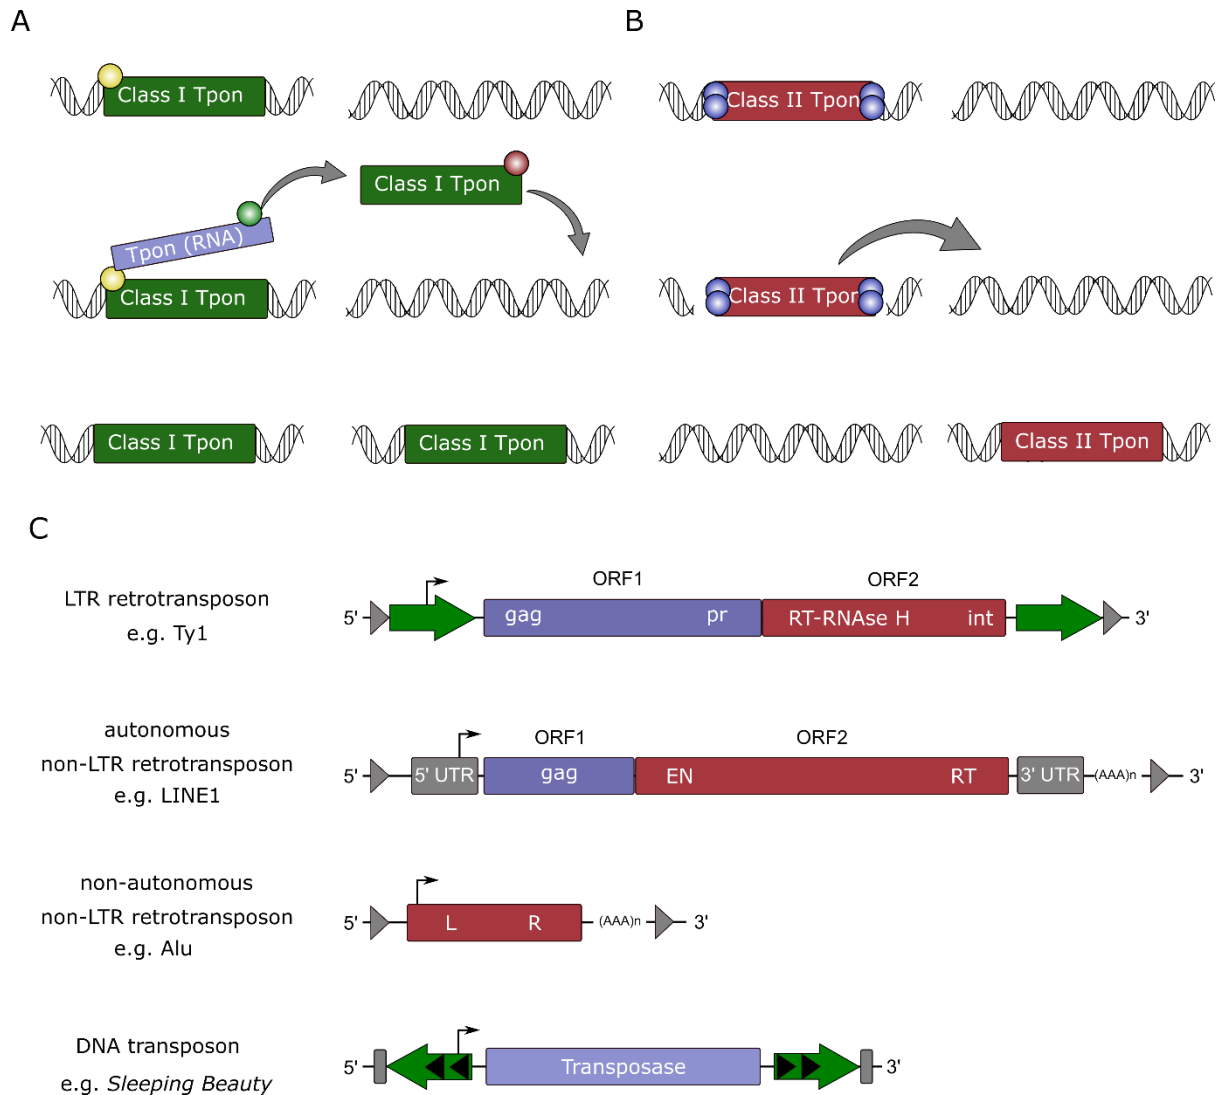 A
B
Class I Tpon
Class II Tpon
Class I Tpon
Tpon (RNA)
Class I Tpon
Class II Tpon
Class I Tpon
Class I Tpon
Class II Tpon
C
ORF1
ORF2
LTR retrotransposon
e.g. Ty1
5'
gag
pr
RT-RNAse H
int
3'
autonomous
non-LTR retrotransposon
e.g. LINE1
ORF1
ORF2
5'
5' UTR
gag
EN
RT
3' UTR
(AAA)n
3'
non-autonomous
non-LTR retrotransposon
e.g. Alu
5'
L
R
(AAA)n
3'
DNA transposon
e.g. Sleeping Beauty
5'
Transposase
3'